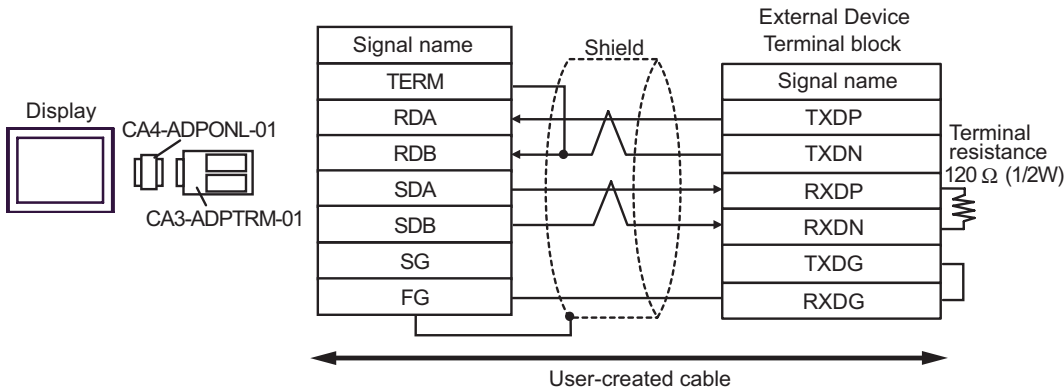 Display
CA4-ADPONL-01
CA3-ADPTRM-01
Signal name
TERM
RDA
RDB
SDA
SDB
SG
FG
Shield
External Device
Terminal block
Signal name
TXDP
TXDN
RXDP
RXDN
TXDG
RXDG
Terminal
resistance
120 Ω (1/2W)
User-created cable